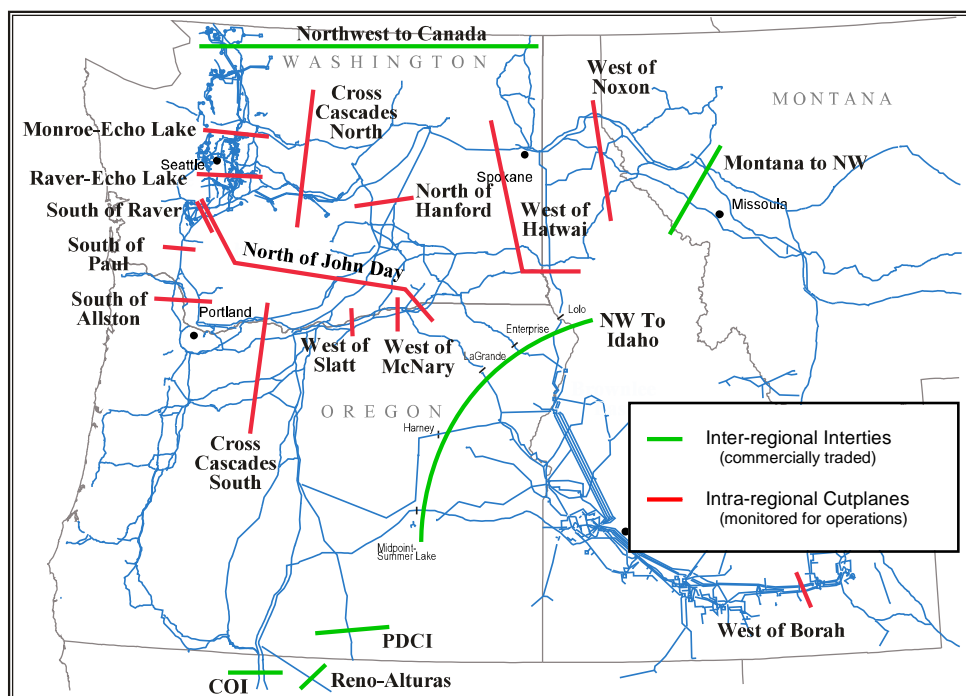 Northwest to Canada
WASHINGTON
West of
Noxon
MONTANA
Cross
Cascades
North
Monroe-Echo Lake
Seattle
Spokane
Montana to NW
Raver-Echo Lake
North of
Hanford
Missoula
South of Raver
West of
Hatwai
South of
Paul
North of John Day
South of
Allston
Portland
Lolo
NW To
Idaho
Enterprise
West of
Slatt
West of
McNary
LaGrande
OREGON
Harney
Cross
Cascades
South
Inter-regional Interties
(commercially traded)
Intra-regional Cutplanes
(monitored for operations)
Midpoint-
Summer Lake
West of Borah
PDCI
COI
Reno-Alturas